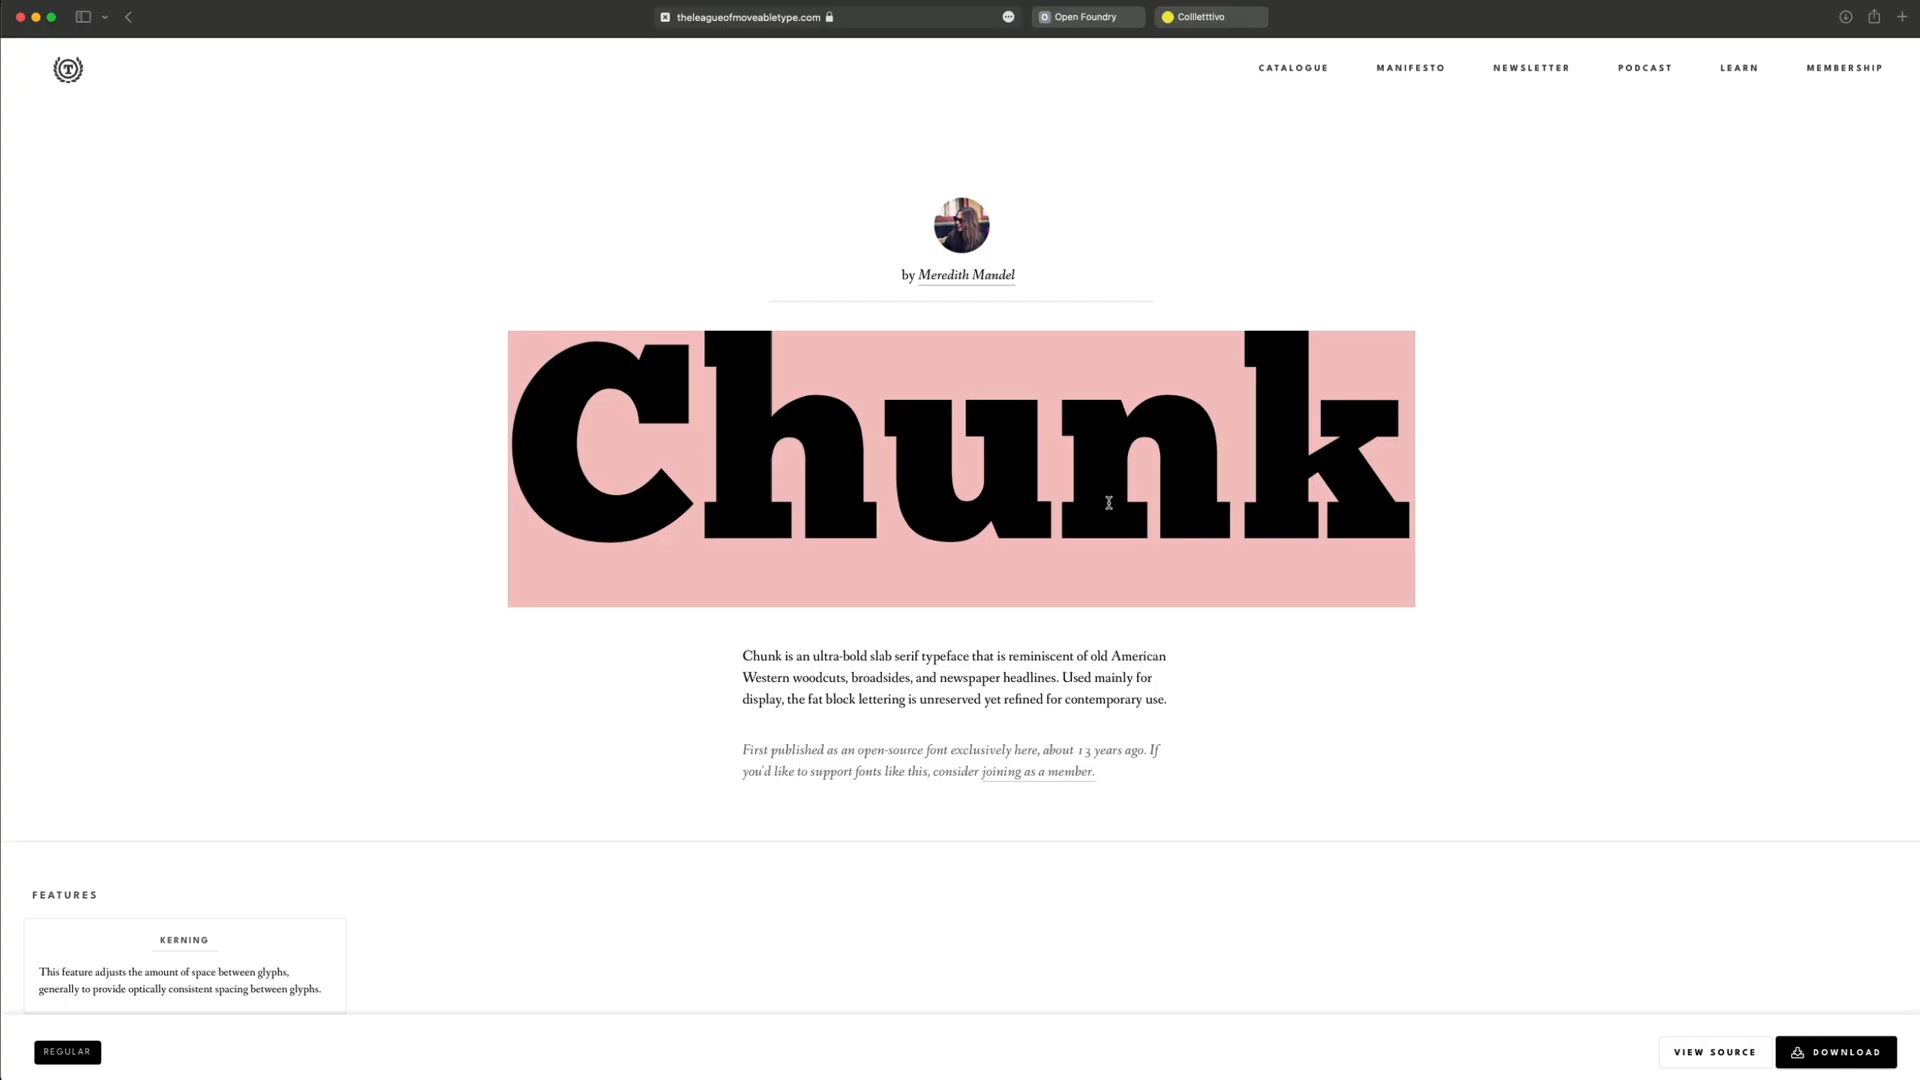 theleagueofmoveabletype.com
Open Foundry
Collletttivo
T
CATALOGUE
MANIFESTO
NEWSLETTER
PODCAST
LEARN
MEMBERSHIP
by Meredith Mandel
Chunk
Chunk is an ultra-bold slab serif typeface that is reminiscent of old American
Western woodcuts, broadsides, and newspaper headlines. Used mainly for
display, the fat block lettering is unreserved yet refined for contemporary use.
First published as an open-source font exclusively here, about 13 years ago. If
you'd like to support fonts like this, consider joining as a member.
FEATURES
KERNING
This feature adjusts the amount of space between glyphs,
generally to provide optically consistent spacing between glyphs.
REGULAR
VIEW SOURCE
DOWNLOAD